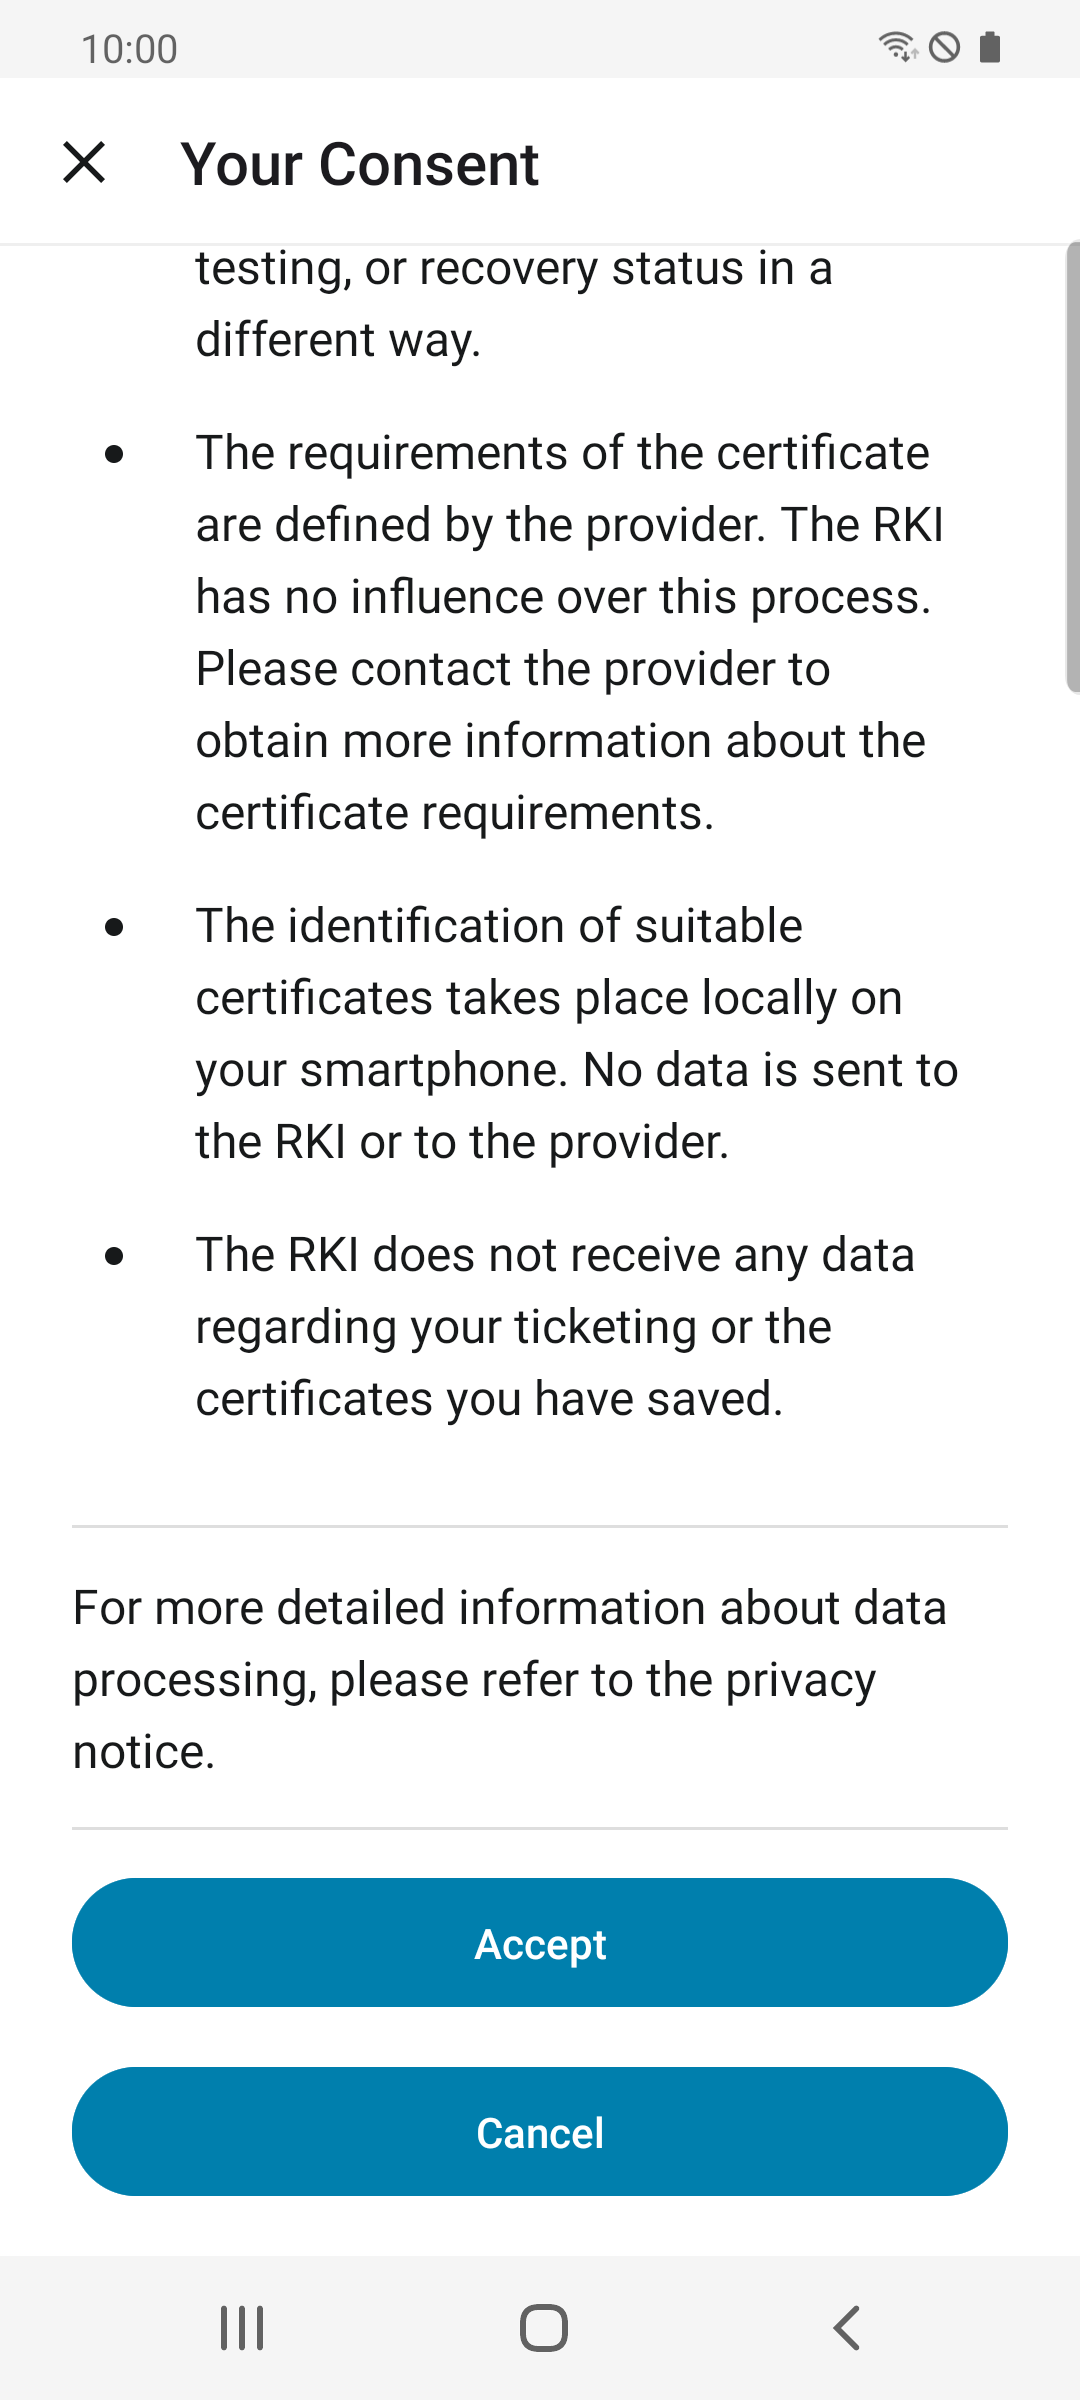 10:00
Your Consent
testing, or recovery status in a
different way.
• The requirements of the certificate
are defined by the provider. The RKI
has no influence over this process.
Please contact the provider to
obtain more information about the
certificate requirements.
• The identification of suitable
certificates takes place locally on
your smartphone. No data is sent to
the RKI or to the provider.
• The RKI does not receive any data
regarding your ticketing or the
certificates you have saved.
For more detailed information about data
processing, please refer to the privacy
notice.
Accept
Cancel